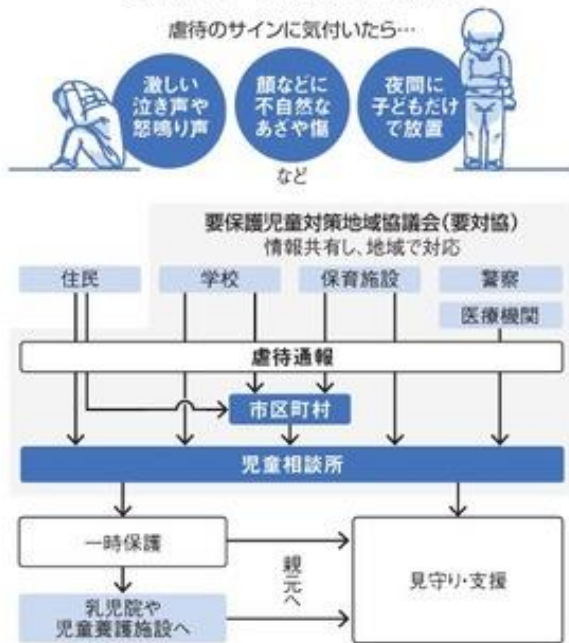 虐待のサインに気付いたら…
激しい
泣き声や
怒鳴り声
顔などに
不自然な
あざや傷
夜間に
子どもだけ
で放置
など
要保護児童対策地域協議会(要対協)
情報共有し、地域で対応
住民
学校
保育施設
警察
医療機関
虐待通報
市区町村
児童相談所
一時保護
親元へ
見守り・支援
乳児院や
児童養護施設へ